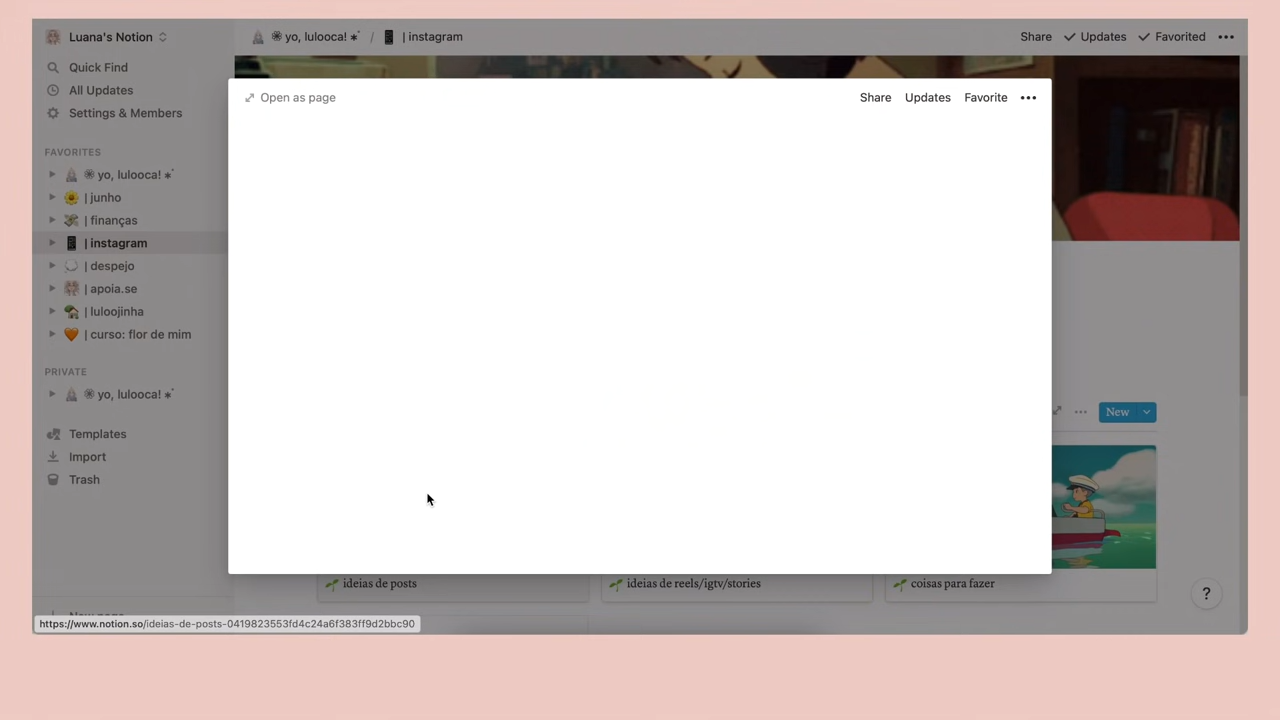 Luana's Notion
yo, lulooca! / | instagram
Share Updates Favorited •••
Quick Find
All Updates
Settings & Members
Open as page
Share Updates Favorite •••
FAVORITES
yo, lulooca!
| junho
| finanças
| instagram
| despejo
| apoia.se
| luloojinha
| curso: flor de mim
PRIVATE
yo, lulooca!
Templates
Import
Trash
••• New
ideias de posts
ideias de reels/igtv/stories
coisas para fazer
?
New page
https://www.notion.so/ideias-de-posts-0419823553fd4c24a6f383ff9d2bbc90